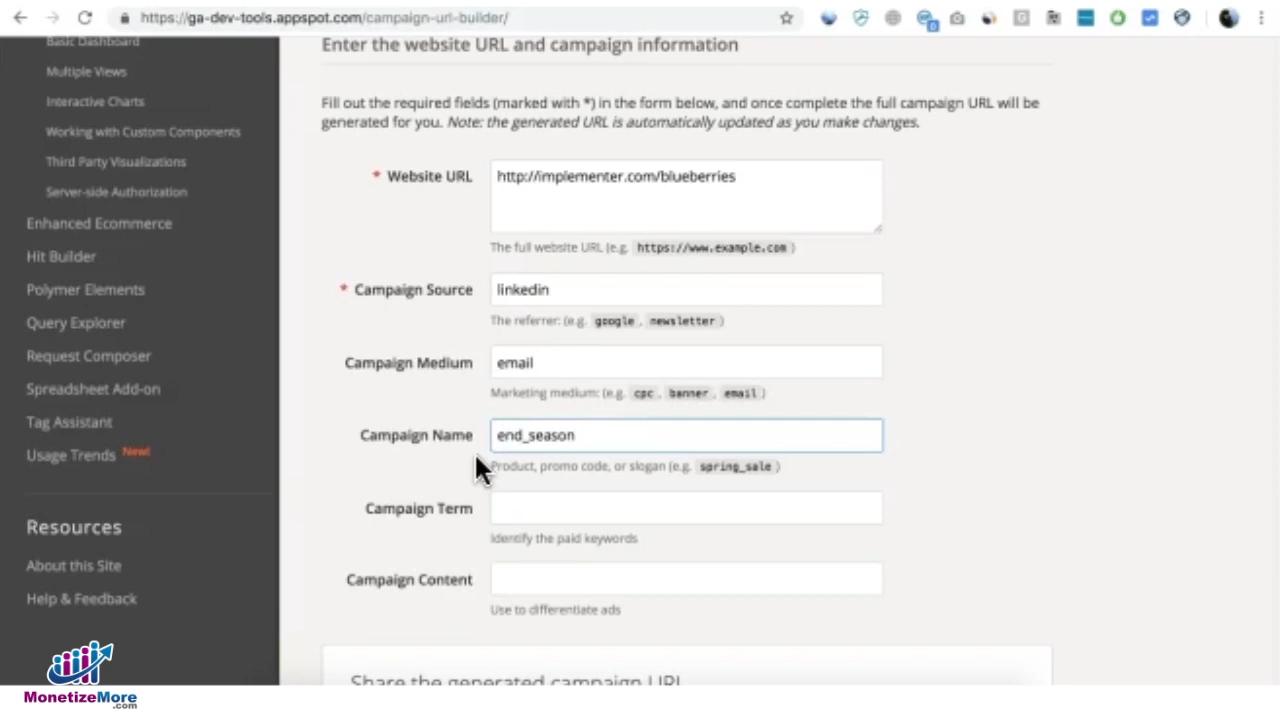 https://ga-dev-tools.appspot.com/campaign-url-builder/
Basic Dashboard
Multiple Views
Interactive Charts
Working with Custom Components
Third Party Visualizations
Server-side Authorization
Enhanced Ecommerce
Hit Builder
Polymer Elements
Query Explorer
Request Composer
Spreadsheet Add-on
Tag Assistant
Usage Trends New!
Resources
About this Site
Help & Feedback
Enter the website URL and campaign information
Fill out the required fields (marked with *) in the form below, and once complete the full campaign URL will be
generated for you. Note: the generated URL is automatically updated as you make changes.
* Website URL
http://implementer.com/blueberries
The full website URL (e.g. https://www.example.com )
* Campaign Source
linkedin
The referrer: (e.g. google , newsletter )
Campaign Medium
email
Marketing medium: (e.g. cpc , banner , email )
Campaign Name
end_season
Product, promo code, or slogan (e.g. spring_sale )
Campaign Term
Identify the paid keywords
Campaign Content
Use to differentiate ads
Share the generated campaign URL
MonetizeMore
.com